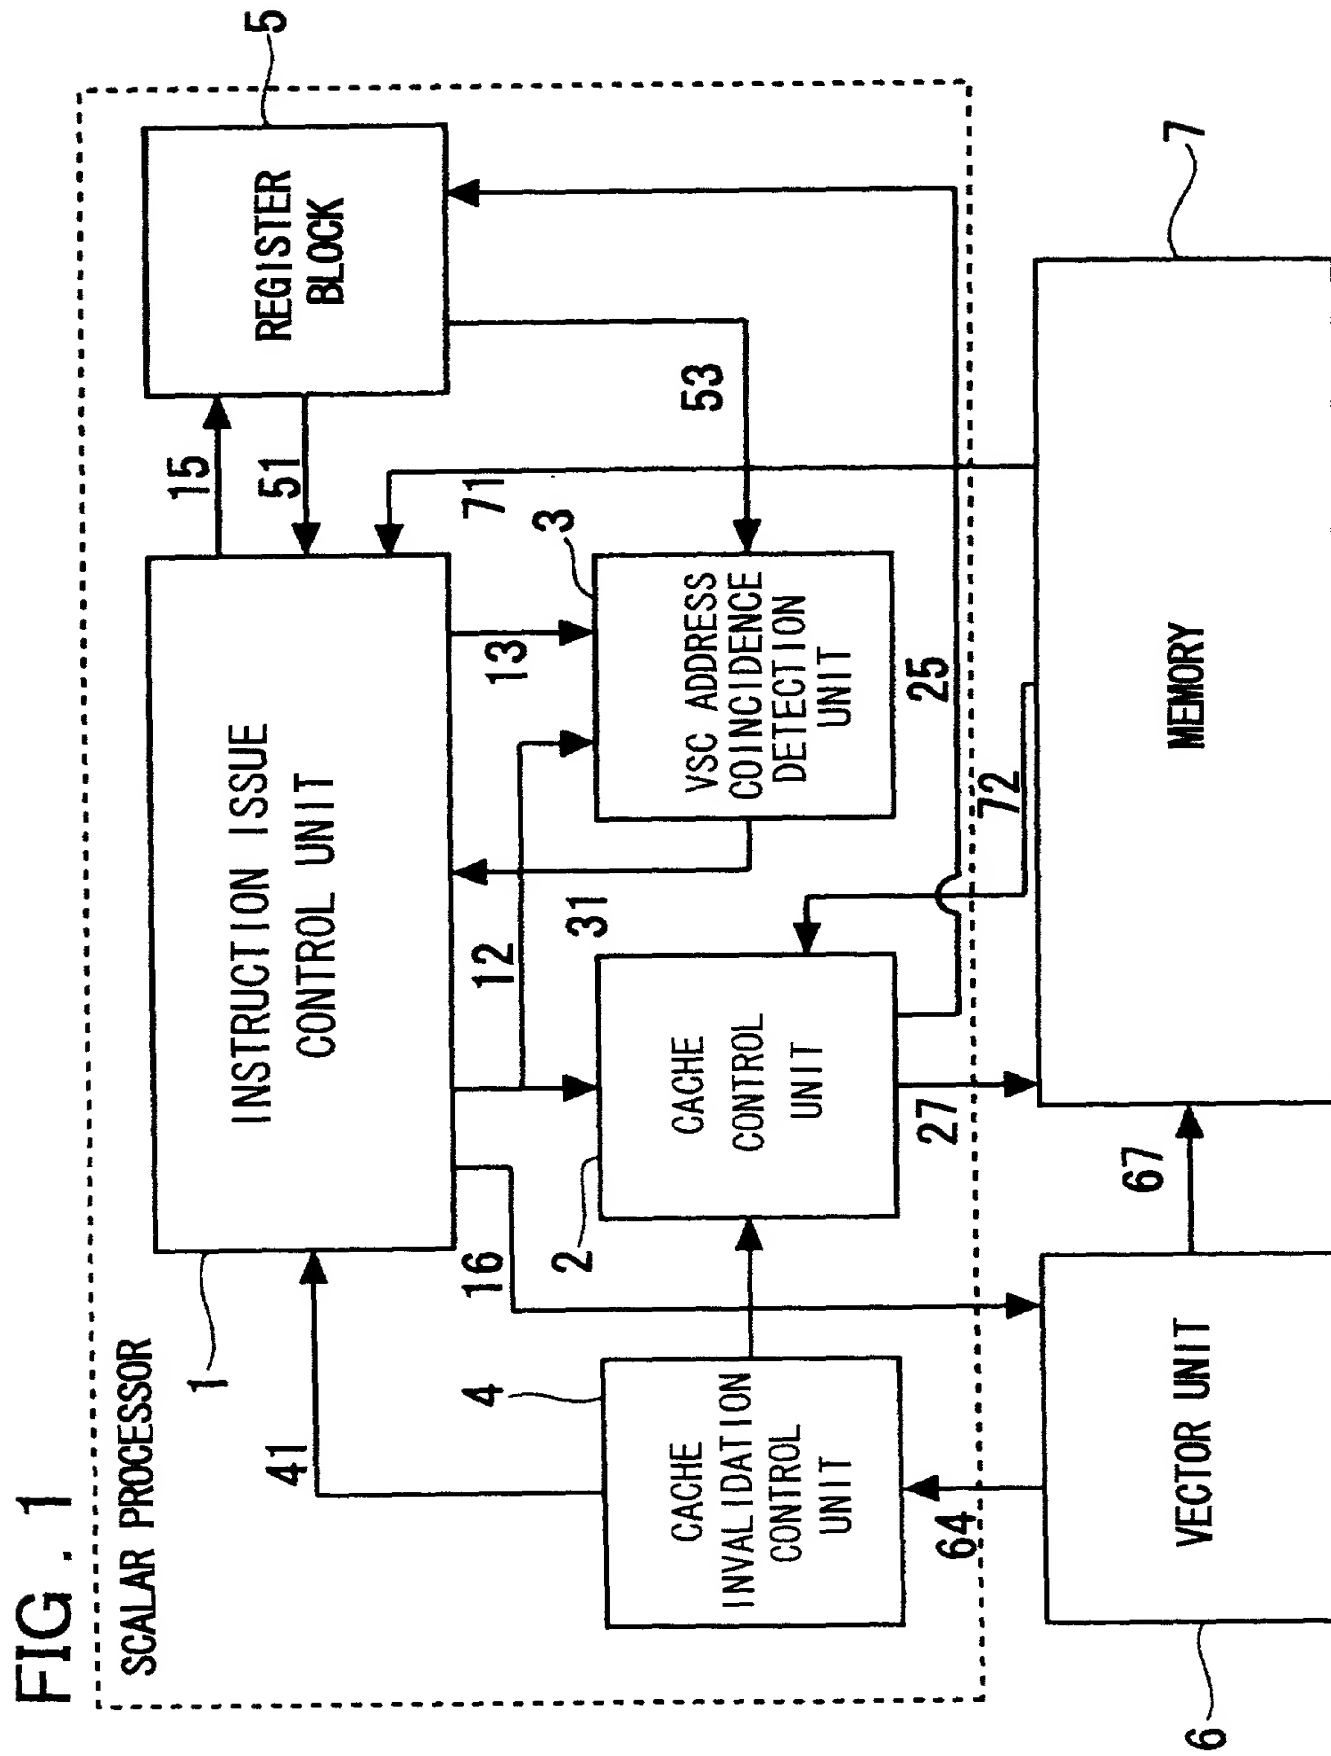 FIG. 1
SCALAR PROCESSOR
1
INSTRUCTION ISSUE
CONTROL UNIT
15
51
REGISTER
BLOCK
5
41
16
12
31
13
71
53
4
CACHE
INVALIDATION
CONTROL
UNIT
2
CACHE
CONTROL
UNIT
3
VSC ADDRESS
COINCIDENCE
DETECTION
UNIT
64
27
25
72
6
VECTOR UNIT
67
MEMORY
7